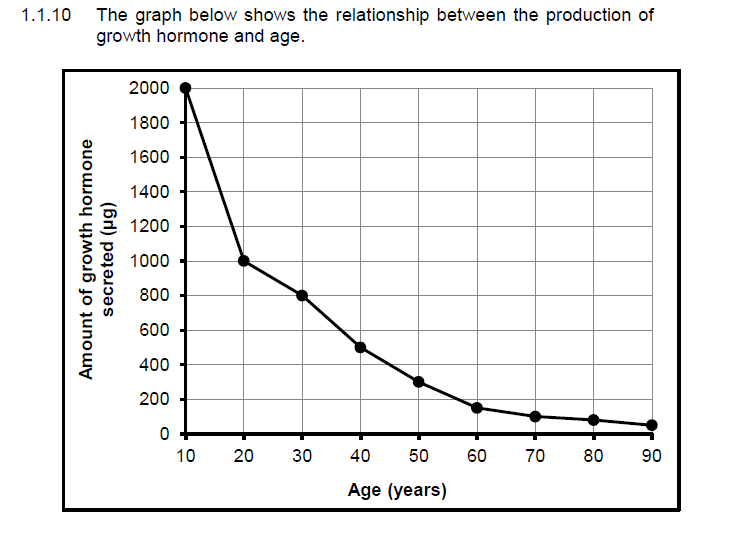 1.1.10 The graph below shows the relationship between the production of
growth hormone and age.
2000
1800
1600
1400
1200
1000
800
600
400
200
0
Amount of growth hormone
secreted (µg)
10 20 30 40 50 60 70 80 90
Age (years)